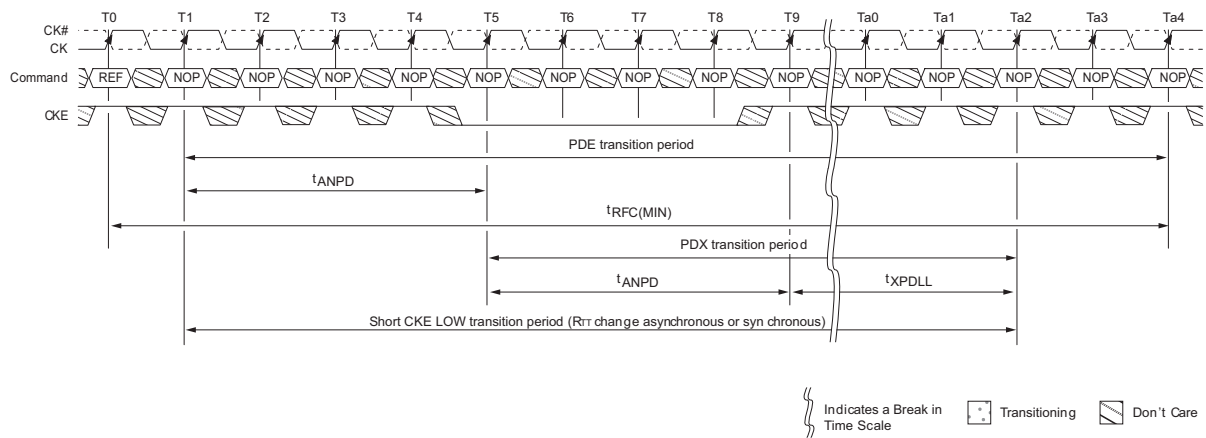 T0 T1 T2 T3 T4 T5 T6 T7 T8 T9 Ta0 Ta1 Ta2 Ta3 Ta4
CK#
CK
Command REF NOP NOP NOP NOP NOP NOP NOP NOP NOP NOP NOP NOP NOP NOP
CKE
PDE transition period
tANPD
tRFC(MIN)
PDX transition period
tANPD tXPDLL
Short CKE LOW transition period (RTT change asynchronous or syn chronous)
Indicates a Break in
Time Scale
Transitioning
Don't Care